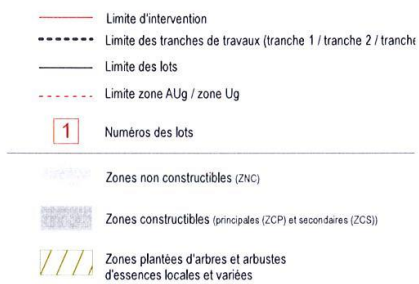 Limite d'intervention
Limite des tranches de travaux (tranche 1 / tranche 2 / tranche
Limite des lots
Limite zone AUg / zone Ug
1 Numéros des lots
Zones non constructibles (ZNC)
Zones constructibles (principales (ZCP) et secondaires (ZCS))
Zones plantées d'arbres et arbustes
d'essences locales et variées